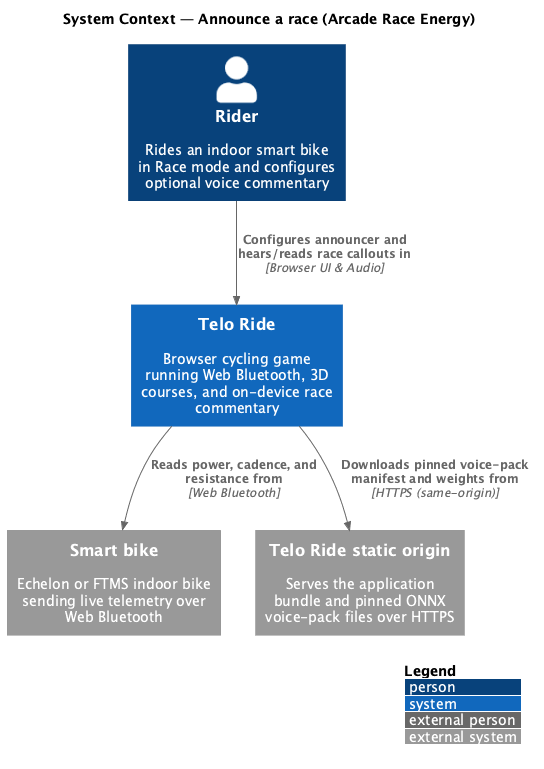 System Context — Announce a race (Arcade Race Energy)
Rider
Rides an indoor smart bike
in Race mode and configures
optional voice commentary
Configures announcer and
hears/reads race callouts in
[Browser UI & Audio]
Telo Ride
Browser cycling game
running Web Bluetooth, 3D
courses, and on-device race
commentary
Reads power, cadence, and
resistance from
[Web Bluetooth]
Downloads pinned voice-pack
manifest and weights from
[HTTPS (same-origin)]
Smart bike
Echelon or FTMS indoor bike
sending live telemetry over
Web Bluetooth
Telo Ride static origin
Serves the application
bundle and pinned ONNX
voice-pack files over HTTPS
Legend
person
system
external person
external system